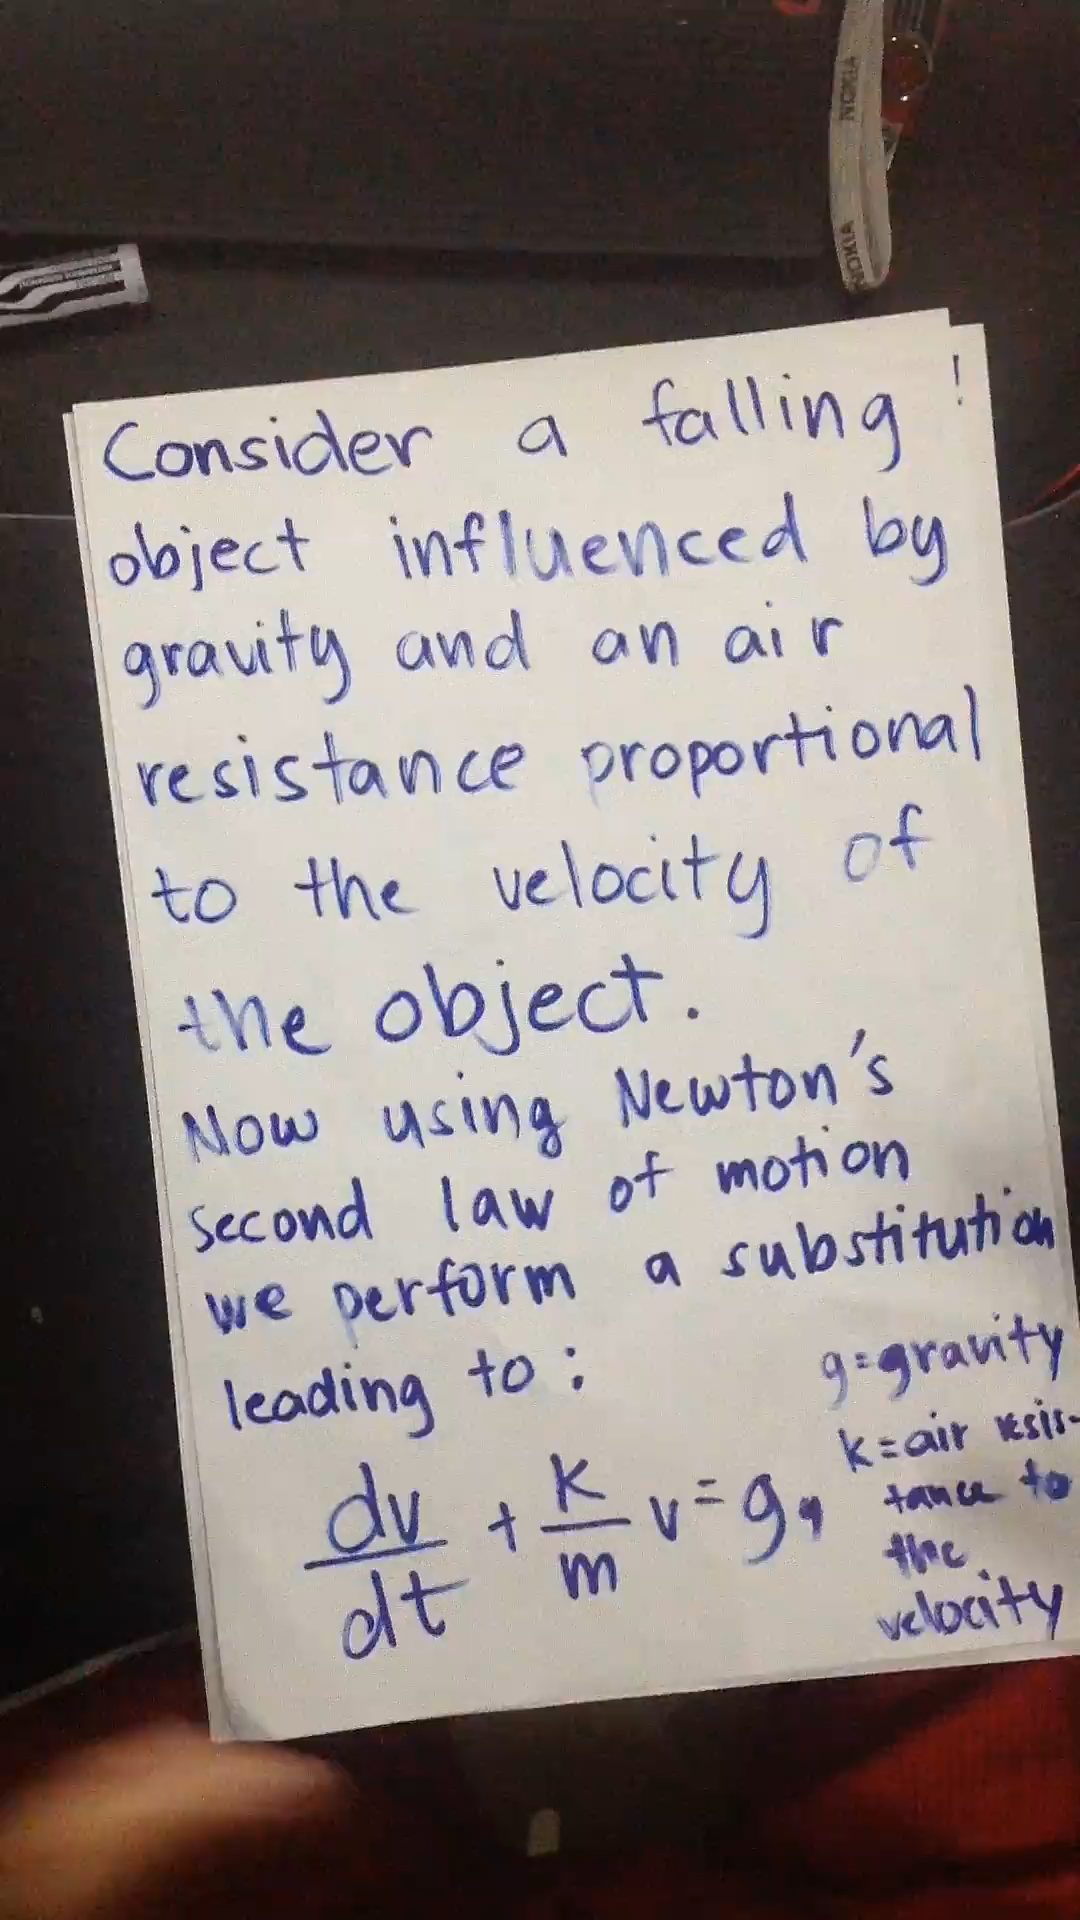 NOKIA
NOKIA
Consider a falling !
object influenced by
gravity and an air
resistance proportional
to the velocity of
the object.
Now using Newton's
second law of motion
we perform a substitution
leading to:
g=gravity
k=air resis-
tance to
the
velocity
dv/dt + k/m v = g,